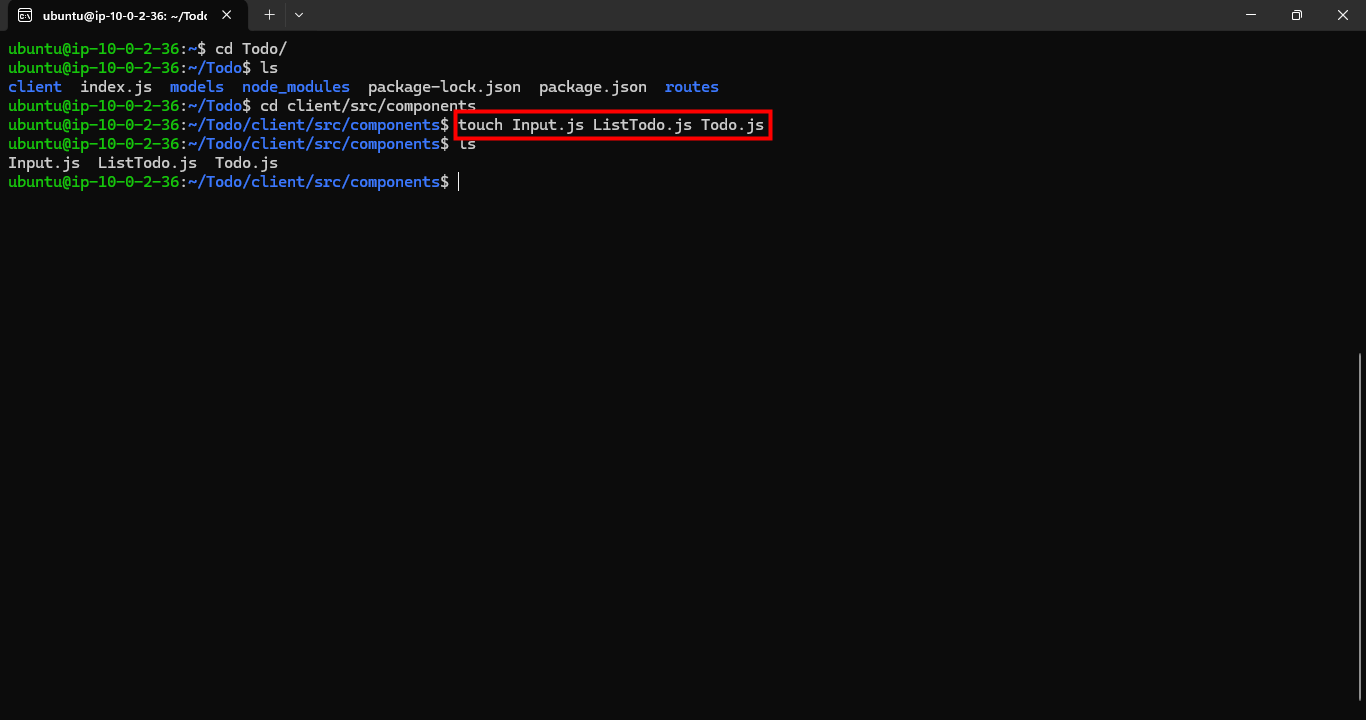 ubuntu@ip-10-0-2-36: ~/Todo
ubuntu@ip-10-0-2-36:~$ cd Todo/
ubuntu@ip-10-0-2-36:~/Todo$ ls
client  index.js  models  node_modules  package-lock.json  package.json  routes
ubuntu@ip-10-0-2-36:~/Todo$ cd client/src/components
ubuntu@ip-10-0-2-36:~/Todo/client/src/components$ touch Input.js ListTodo.js Todo.js
ubuntu@ip-10-0-2-36:~/Todo/client/src/components$ ls
Input.js  ListTodo.js  Todo.js
ubuntu@ip-10-0-2-36:~/Todo/client/src/components$